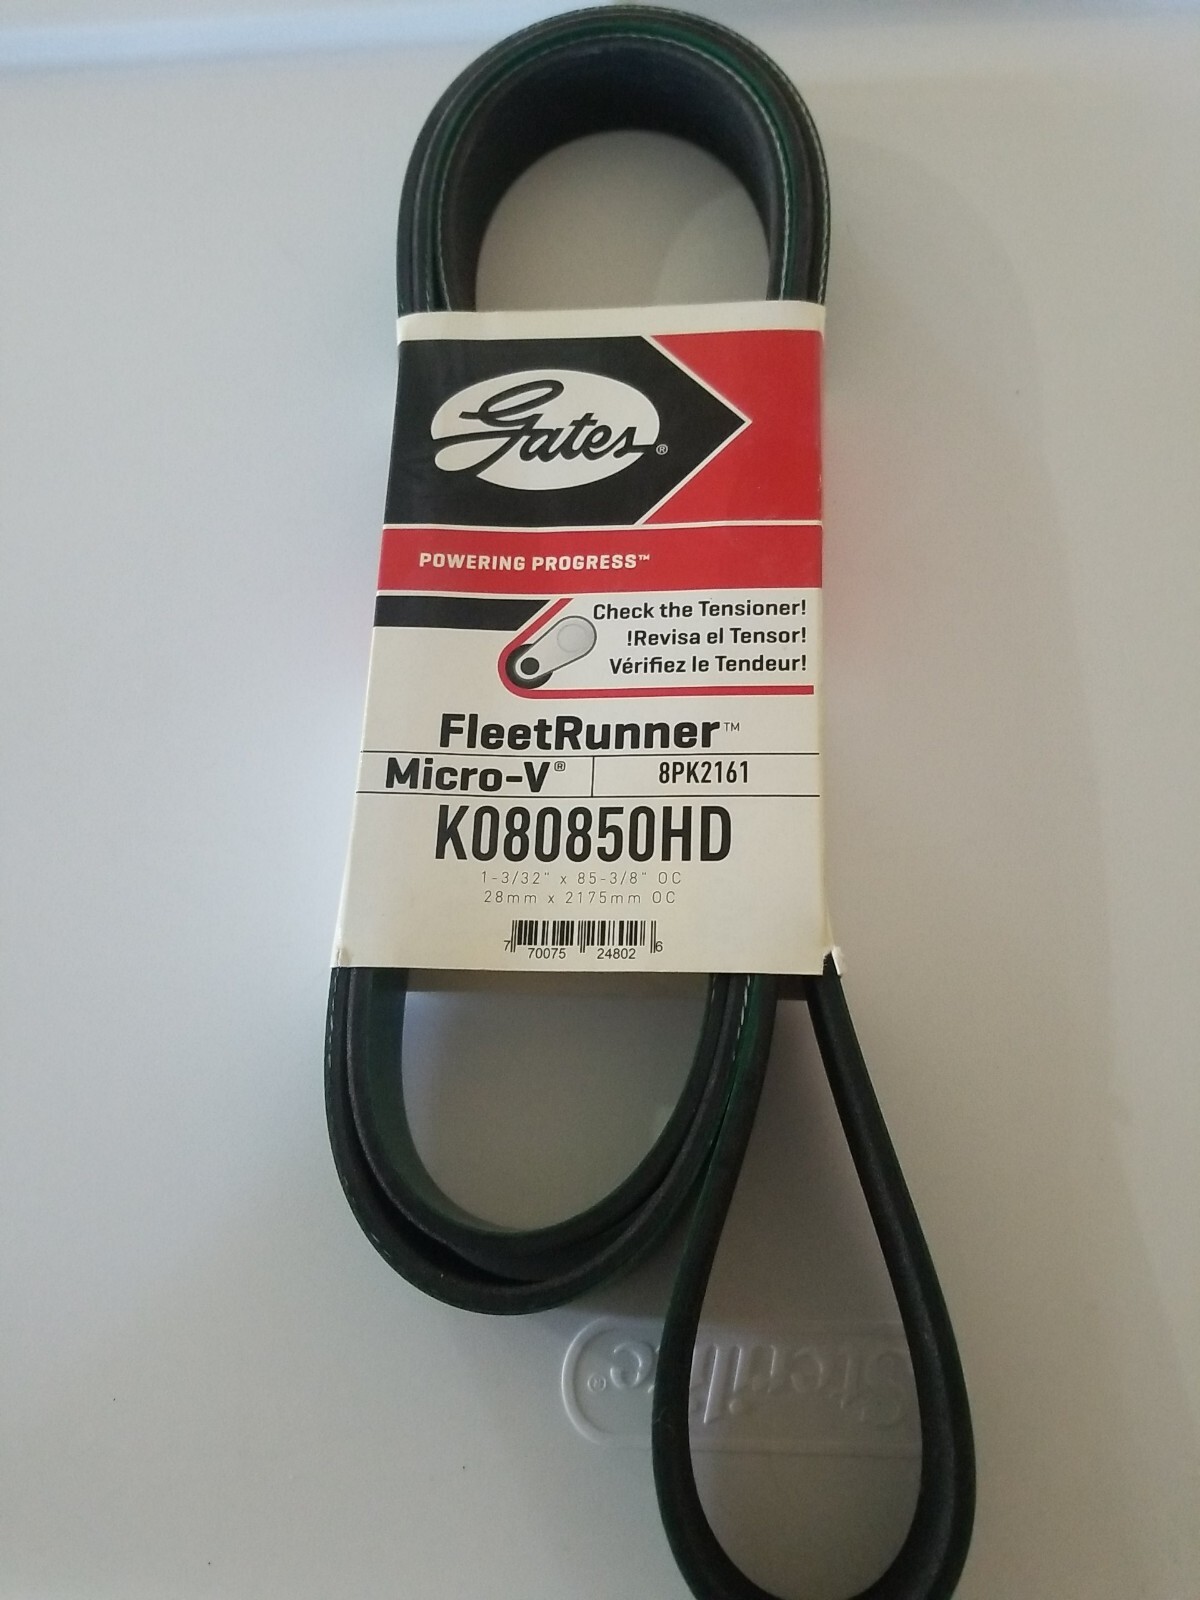 Gates®
POWERING PROGRESS™
Check the Tensioner!
!Revisa el Tensor!
Vérifiez le Tendeur!
FleetRunner™
Micro-V® 8PK2161
K080850HD
1-3/32" x 85-3/8" OC
28mm x 2175mm OC
7 70075 24802 6
Sterilite®